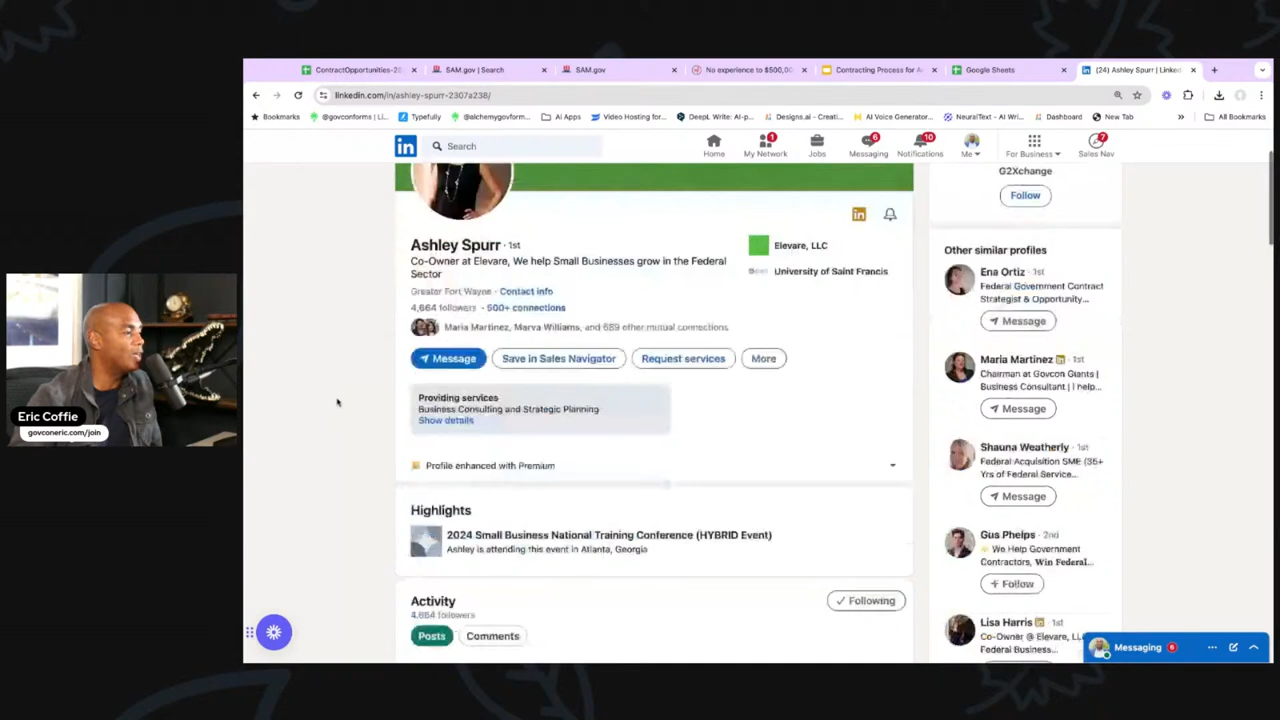 ContractOpportunities-20
SAM.gov | Search
SAM.gov
No experience to $500,00
Contracting Process for A
Google Sheets
(24) Ashley Spurr | Linked
linkedin.com/in/ashley-spurr-2307a238/
Bookmarks
@govconforms | Li...
Typefully
@alchemygovform...
Ai Apps
Video Hosting for...
DeepL Write: AI-p...
Designs.ai - Creati...
AI Voice Generator...
NeuralText - AI Wri...
Dashboard
New Tab
All Bookmarks
in
Search
Home
My Network
Jobs
Messaging
Notifications
Me
For Business
Sales Nav
1
6
10
7
G2Xchange
Follow
Ashley Spurr · 1st
Co-Owner at Elevare, We help Small Businesses grow in the Federal
Sector
Greater Fort Wayne · Contact info
4,664 followers · 500+ connections
Maria Martinez, Marva Williams, and 689 other mutual connections
in
Elevare, LLC
University of Saint Francis
Message
Save in Sales Navigator
Request services
More
Providing services
Business Consulting and Strategic Planning
Show details
Profile enhanced with Premium
Highlights
2024 Small Business National Training Conference (HYBRID Event)
Ashley is attending this event in Atlanta, Georgia
Activity
4,664 followers
Following
Posts
Comments
Other similar profiles
Ena Ortiz · 1st
Federal Government Contract
Strategist & Opportunity...
Message
Maria Martinez · 1st
Chairman at Govcon Giants |
Business Consultant | I help...
Message
Shauna Weatherly · 1st
Federal Acquisition SME (35+
Yrs of Federal Service...
Message
Gus Phelps · 2nd
We Help Government
Contractors, Win Federal...
Follow
Lisa Harris · 1st
Co-Owner @ Elevare, LL
Federal Business...
Messaging
6
Eric Coffie
govconeric.com/join